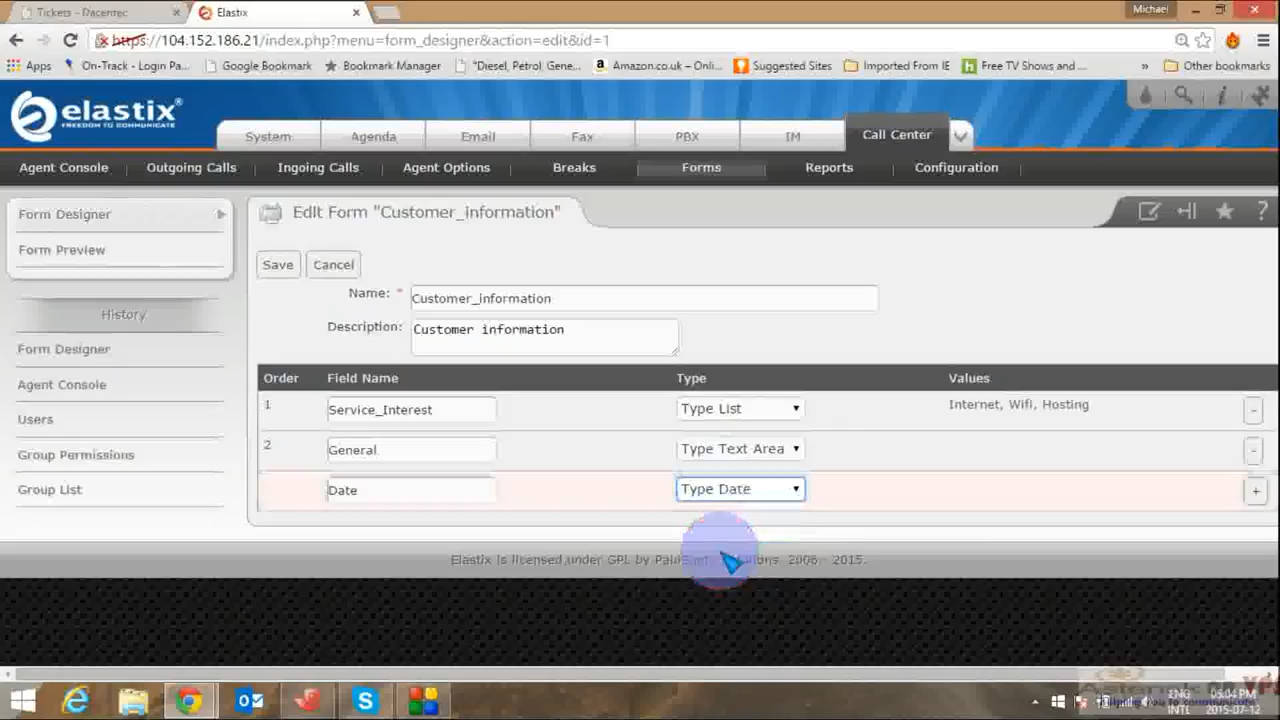 Tickets - Dacentec
Elastix
Michael
https://104.152.186.21/index.php?menu=form_designer&action=edit&id=1
Apps
On-Track - Login Pa...
Google Bookmark
Bookmark Manager
"Diesel, Petrol, Gene...
Amazon.co.uk – Onli...
Suggested Sites
Imported From IE
Free TV Shows and ...
»
Other bookmarks
elastix®
FREEDOM TO COMMUNICATE
System
Agenda
Email
Fax
PBX
IM
Call Center
Agent Console
Outgoing Calls
Ingoing Calls
Agent Options
Breaks
Forms
Reports
Configuration
Form Designer
Form Preview
History
Form Designer
Agent Console
Users
Group Permissions
Group List
Edit Form "Customer_information"
Save
Cancel
Name: *
Customer_information
Description:
Customer information
Order
Field Name
Type
Values
1
Service_Interest
Type List
Internet, Wifi, Hosting
-
2
General
Type Text Area
-
Date
Type Date
+
Elastix is licensed under GPL by 2006 - 2015.
ENG
INTL
05:04 PM
2015-07-12